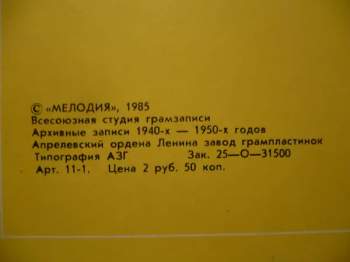 © «МЕЛОДИЯ», 1985
Всесоюзная студия грамзаписи
Архивные записи 1940-х — 1950-х годов
Апрелевский ордена Ленина завод грампластинок
Типография АЗГ Зак. 25—О—31500
Арт. 11-1. Цена 2 руб. 50 коп.